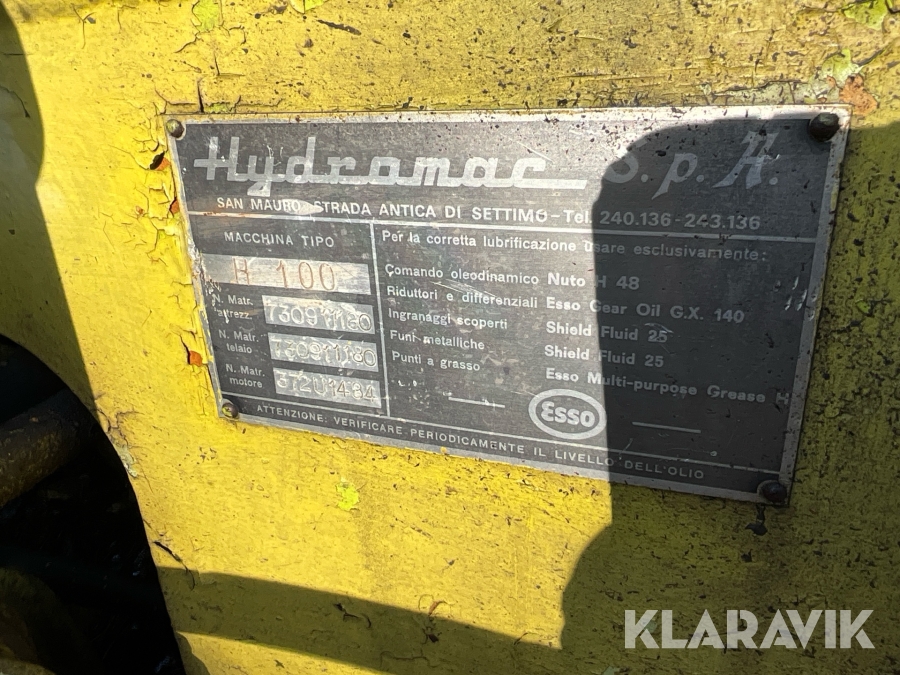 Hydromac S.p.A.
SAN MAURO - STRADA ANTICA DI SETTIMO - Tel. 240.136 - 243.136
MACCHINA TIPO
H 100
N. Matr. attrezz. 73091180
N. Matr. telaio 73091180
N. Matr. motore
Per la corretta lubrificazione usare esclusivamente:
Comando oleodinamico Nuto H 48
Riduttori e differenziali Esso Gear Oil G.X. 140
Ingranaggi scoperti Shield Fluid 25
Funi metalliche Shield Fluid 25
Punti a grasso Esso Multi-purpose Grease H
Esso
ATTENZIONE: VERIFICARE PERIODICAMENTE IL LIVELLO DELL'OLIO
KLARAVIK